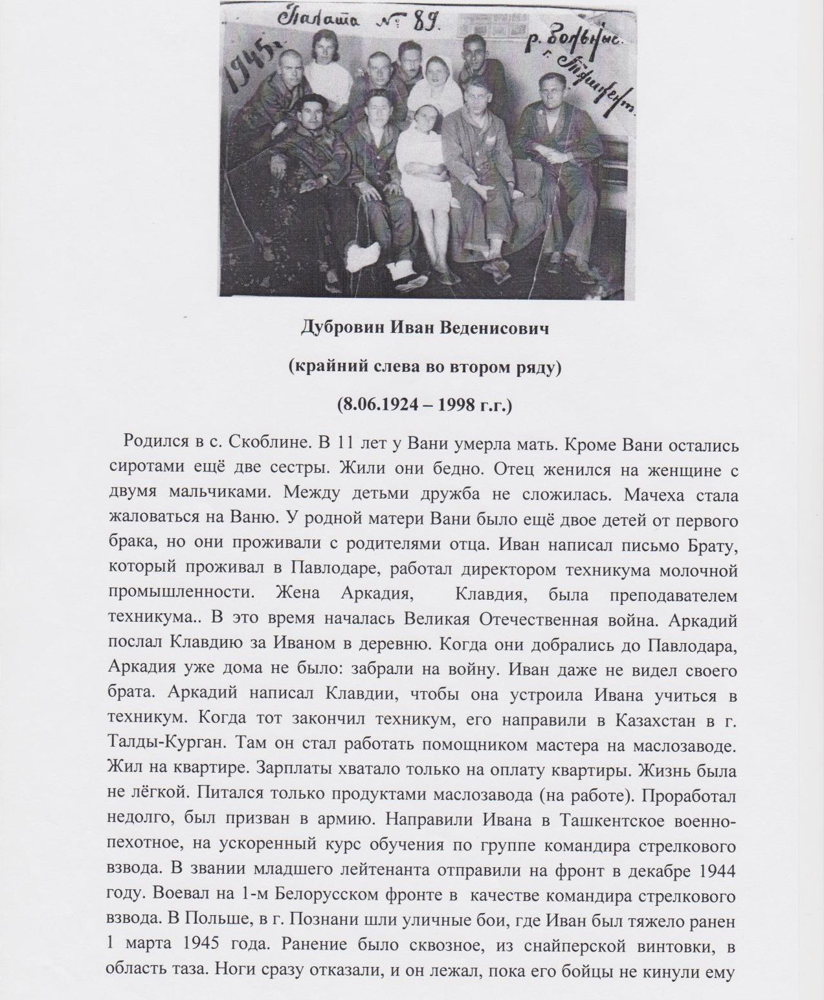 Палата № 89.
р. Больные.
г. Ташкент.
1945г.
Дубровин Иван Веденисович
(крайний слева во втором ряду)
(8.06.1924 – 1998 г.г.)
Родился в с. Скоблине. В 11 лет у Вани умерла мать. Кроме Вани остались
сиротами ещё две сестры. Жили они бедно. Отец женился на женщине с
двумя мальчиками. Между детьми дружба не сложилась. Мачеха стала
жаловаться на Ваню. У родной матери Вани было ещё двое детей от первого
брака, но они проживали с родителями отца. Иван написал письмо Брату,
который проживал в Павлодаре, работал директором техникума молочной
промышленности. Жена Аркадия, Клавдия, была преподавателем
техникума.. В это время началась Великая Отечественная война. Аркадий
послал Клавдию за Иваном в деревню. Когда они добрались до Павлодара,
Аркадия уже дома не было: забрали на войну. Иван даже не видел своего
брата. Аркадий написал Клавдии, чтобы она устроила Ивана учиться в
техникум. Когда тот закончил техникум, его направили в Казахстан в г.
Талды-Курган. Там он стал работать помощником мастера на маслозаводе.
Жил на квартире. Зарплаты хватало только на оплату квартиры. Жизнь была
не лёгкой. Питался только продуктами маслозавода (на работе). Проработал
недолго, был призван в армию. Направили Ивана в Ташкентское военно-
пехотное, на ускоренный курс обучения по группе командира стрелкового
взвода. В звании младшего лейтенанта отправили на фронт в декабре 1944
году. Воевал на 1-м Белорусском фронте в качестве командира стрелкового
взвода. В Польше, в г. Познани шли уличные бои, где Иван был тяжело ранен
1 марта 1945 года. Ранение было сквозное, из снайперской винтовки, в
область таза. Ноги сразу отказали, и он лежал, пока его бойцы не кинули ему